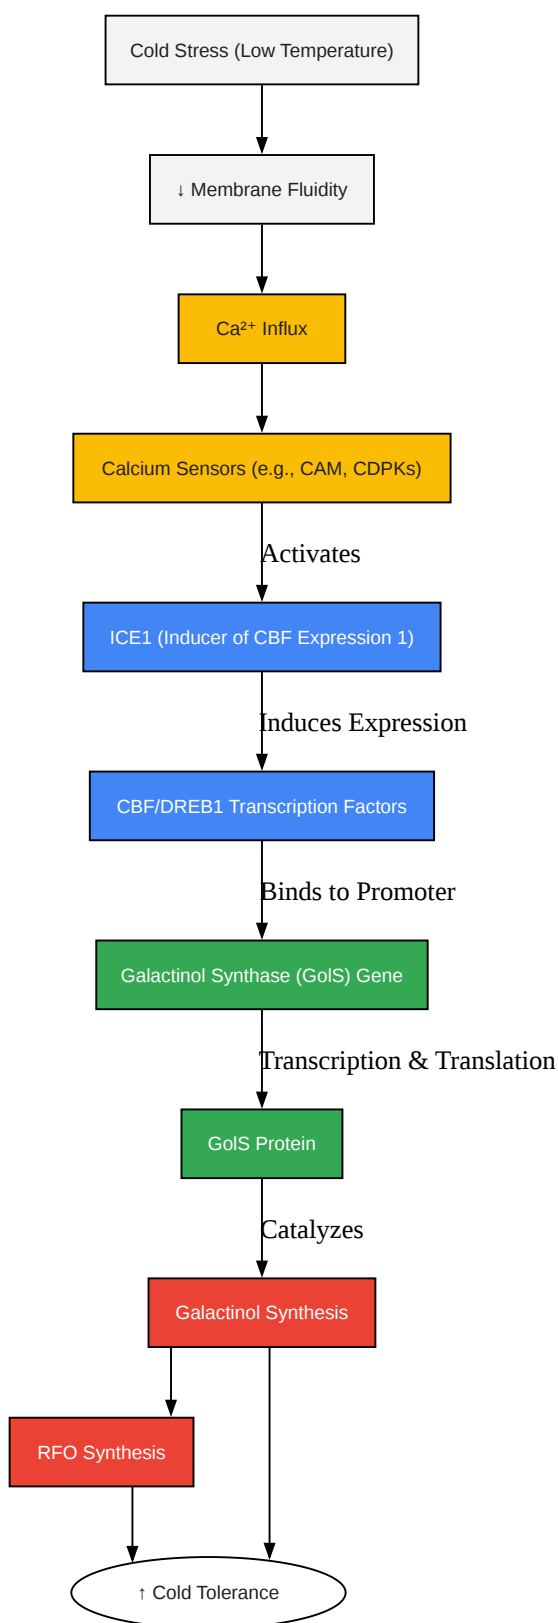 Cold Stress (Low Temperature)
↓ Membrane Fluidity
Ca²⁺ Influx
Calcium Sensors (e.g., CAM, CDPKs)
Activates
ICE1 (Inducer of CBF Expression 1)
Induces Expression
CBF/DREB1 Transcription Factors
Binds to Promoter
Galactinol Synthase (GolS) Gene
Transcription & Translation
GolS Protein
Catalyzes
Galactinol Synthesis
RFO Synthesis
↑ Cold Tolerance